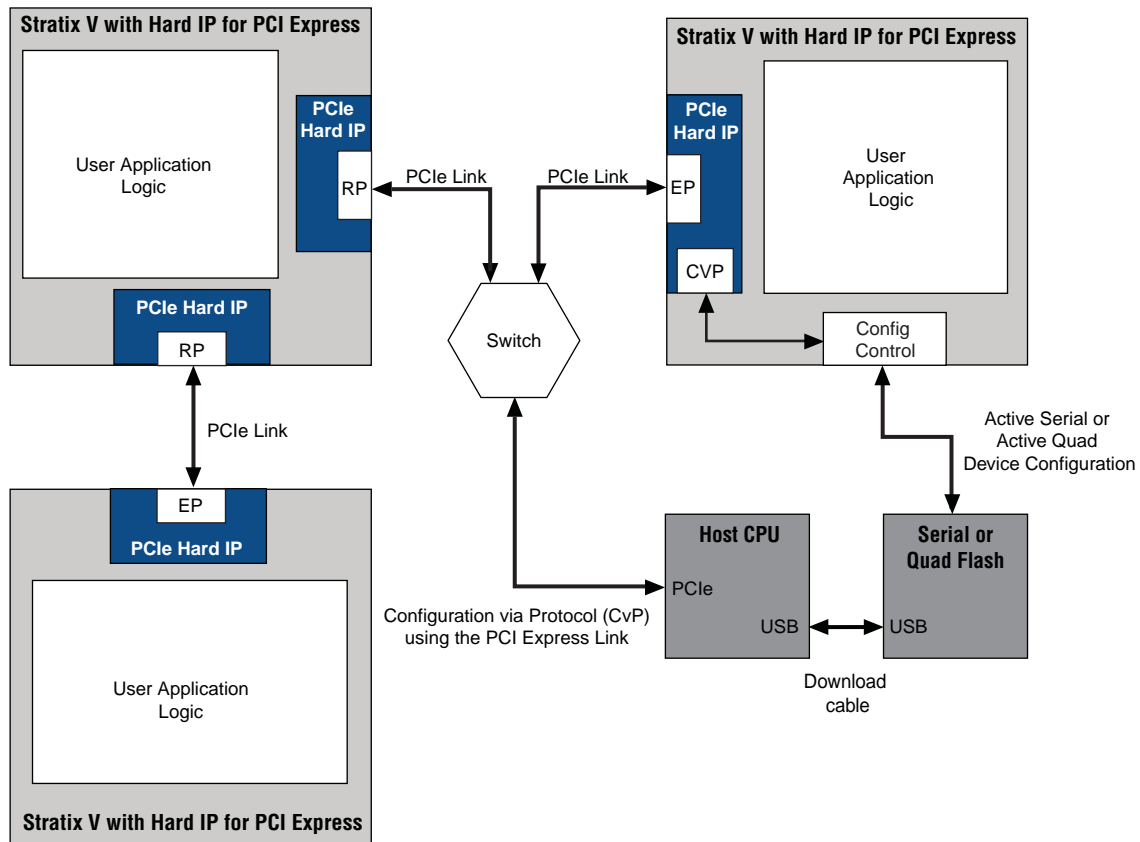 Stratix V with Hard IP for PCI Express
User Application
Logic
PCIe
Hard IP
RP
PCIe Hard IP
RP
PCIe Link
PCIe Link
Switch
Stratix V with Hard IP for PCI Express
PCIe
Hard IP
EP
CVP
User
Application
Logic
Config
Control
PCIe Link
EP
PCIe Hard IP
User Application
Logic
Stratix V with Hard IP for PCI Express
Active Serial or
Active Quad
Device Configuration
Host CPU
PCIe
USB
Serial or
Quad Flash
USB
Configuration via Protocol (CvP)
using the PCI Express Link
Download
cable